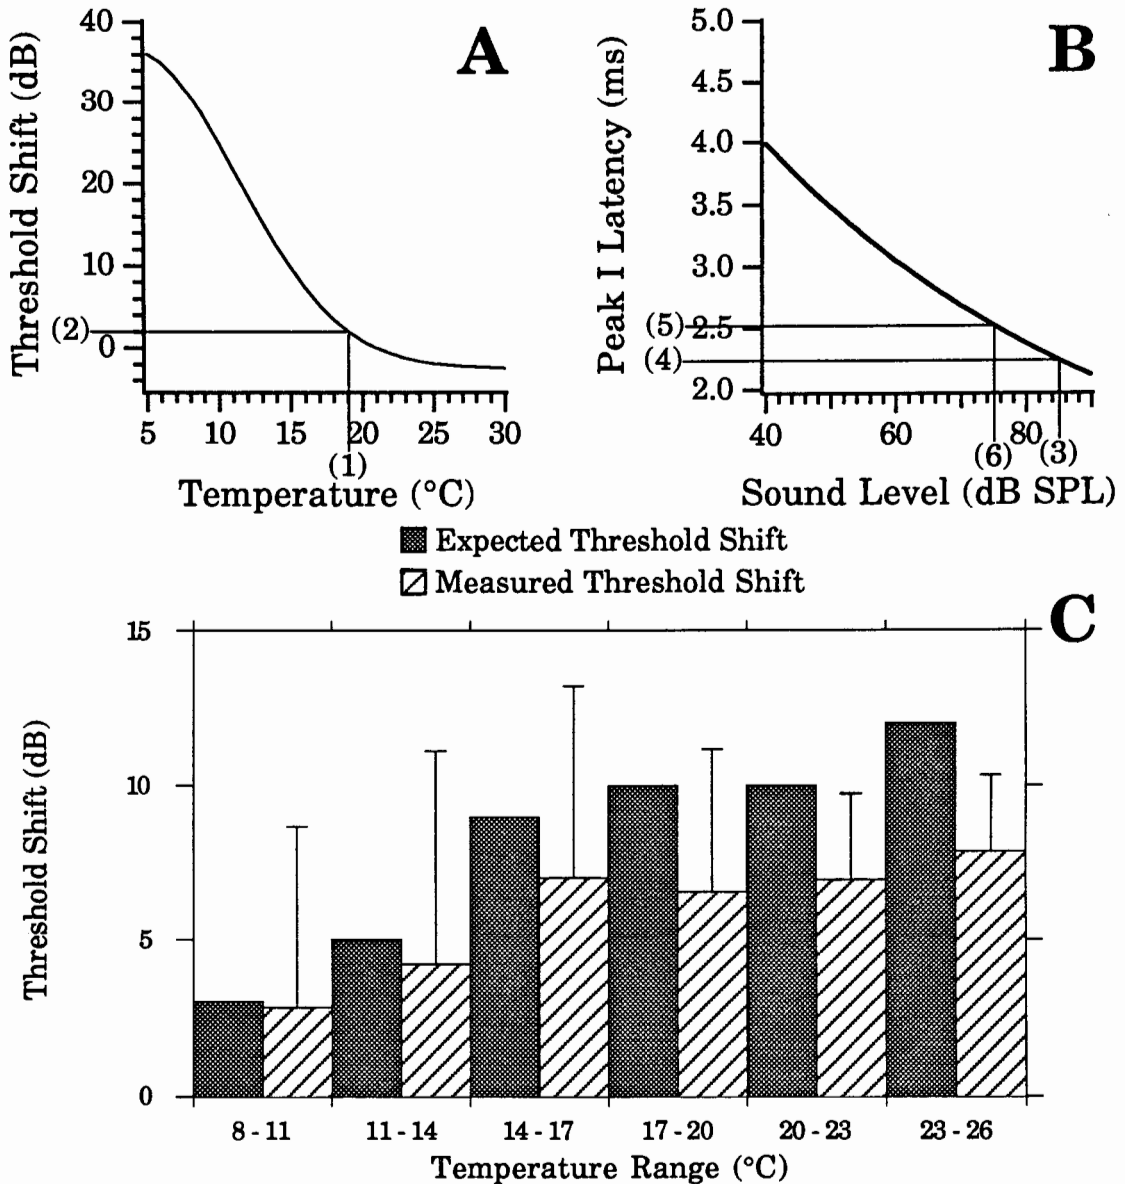 A
Threshold Shift (dB)
40
30
20
10
0
(2)
5 10 15 20 25 30
(1)
Temperature (°C)
B
Peak I Latency (ms)
5.0
4.5
4.0
3.5
3.0
2.5
2.0
(5)
(4)
40 60 80
(6) (3)
Sound Level (dB SPL)
Expected Threshold Shift
Measured Threshold Shift
C
Threshold Shift (dB)
15
10
5
0
8 - 11 11 - 14 14 - 17 17 - 20 20 - 23 23 - 26
Temperature Range (°C)